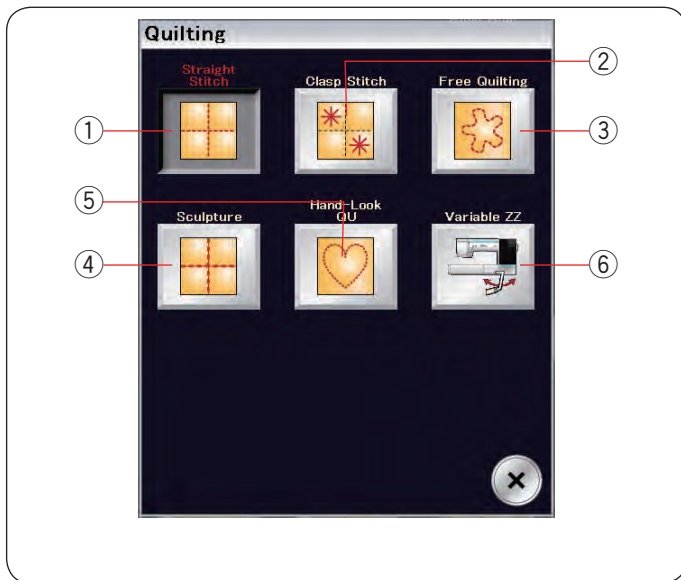 Quilting
Straight
Stitch
Clasp Stitch
Free Quilting
①
②
③
Sculpture
Hand-Look
QU
Variable ZZ
④
⑤
⑥
×